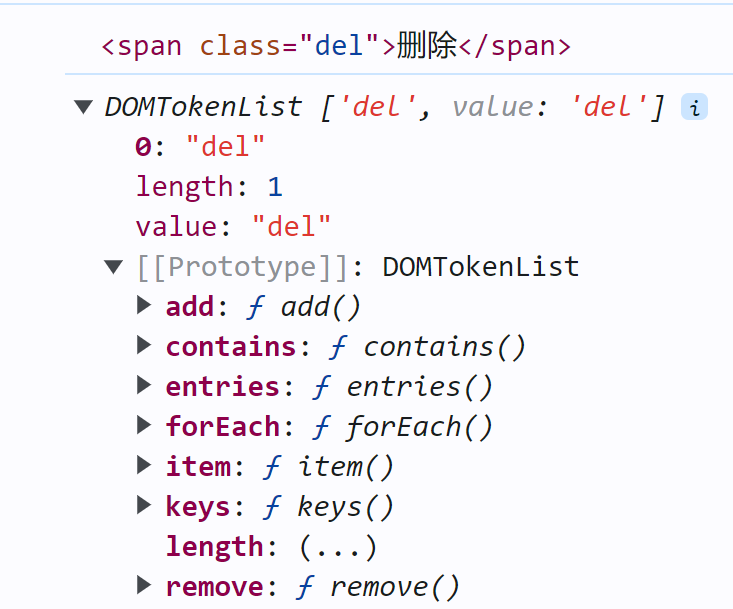 <span class="del">删除</span>
DOMTokenList ['del', value: 'del'] i
0: "del"
length: 1
value: "del"
[[Prototype]]: DOMTokenList
add: ƒ add()
contains: ƒ contains()
entries: ƒ entries()
forEach: ƒ forEach()
item: ƒ item()
keys: ƒ keys()
length: (...)
remove: ƒ remove()